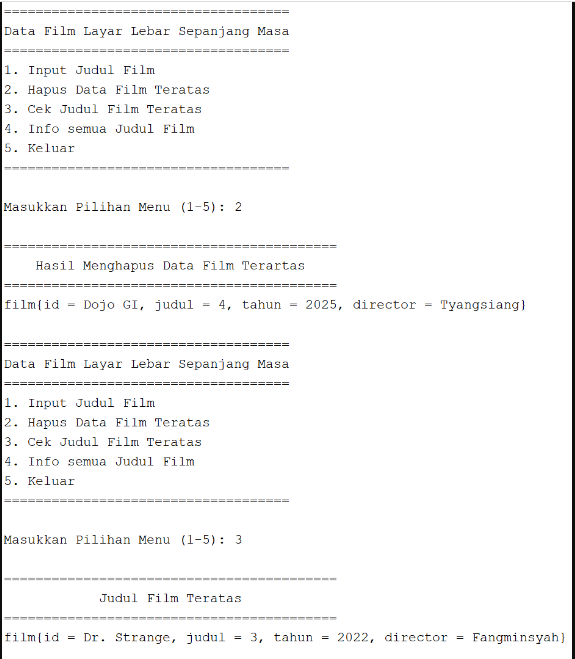 ====================================
Data Film Layar Lebar Sepanjang Masa
====================================
1. Input Judul Film
2. Hapus Data Film Teratas
3. Cek Judul Film Teratas
4. Info semua Judul Film
5. Keluar
====================================
Masukkan Pilihan Menu (1-5): 2
==========================================
Hasil Menghapus Data Film Terartas
==========================================
film{id = Dojo GI, judul = 4, tahun = 2025, director = Tyangsiang}
====================================
Data Film Layar Lebar Sepanjang Masa
====================================
1. Input Judul Film
2. Hapus Data Film Teratas
3. Cek Judul Film Teratas
4. Info semua Judul Film
5. Keluar
====================================
Masukkan Pilihan Menu (1-5): 3
==========================================
Judul Film Teratas
==========================================
film{id = Dr. Strange, judul = 3, tahun = 2022, director = Fangminsyah}